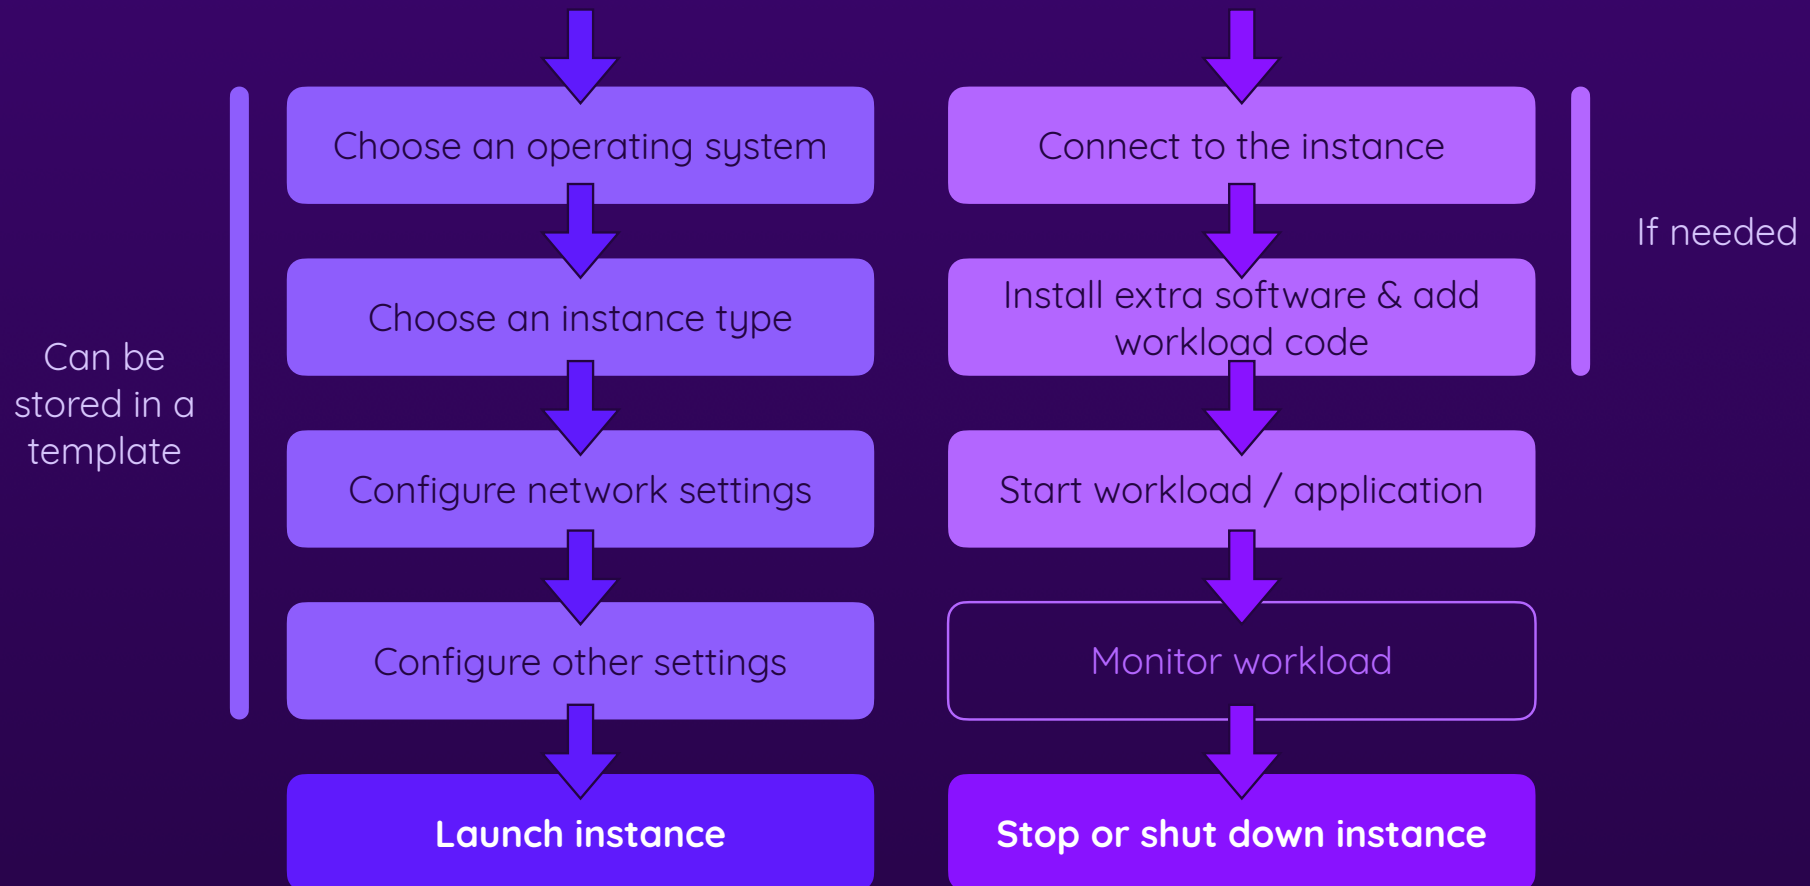 Can be
stored in a
template
Choose an operating system
Choose an instance type
Configure network settings
Configure other settings
Launch instance
Connect to the instance
Install extra software & add
workload code
Start workload / application
Monitor workload
Stop or shut down instance
If needed